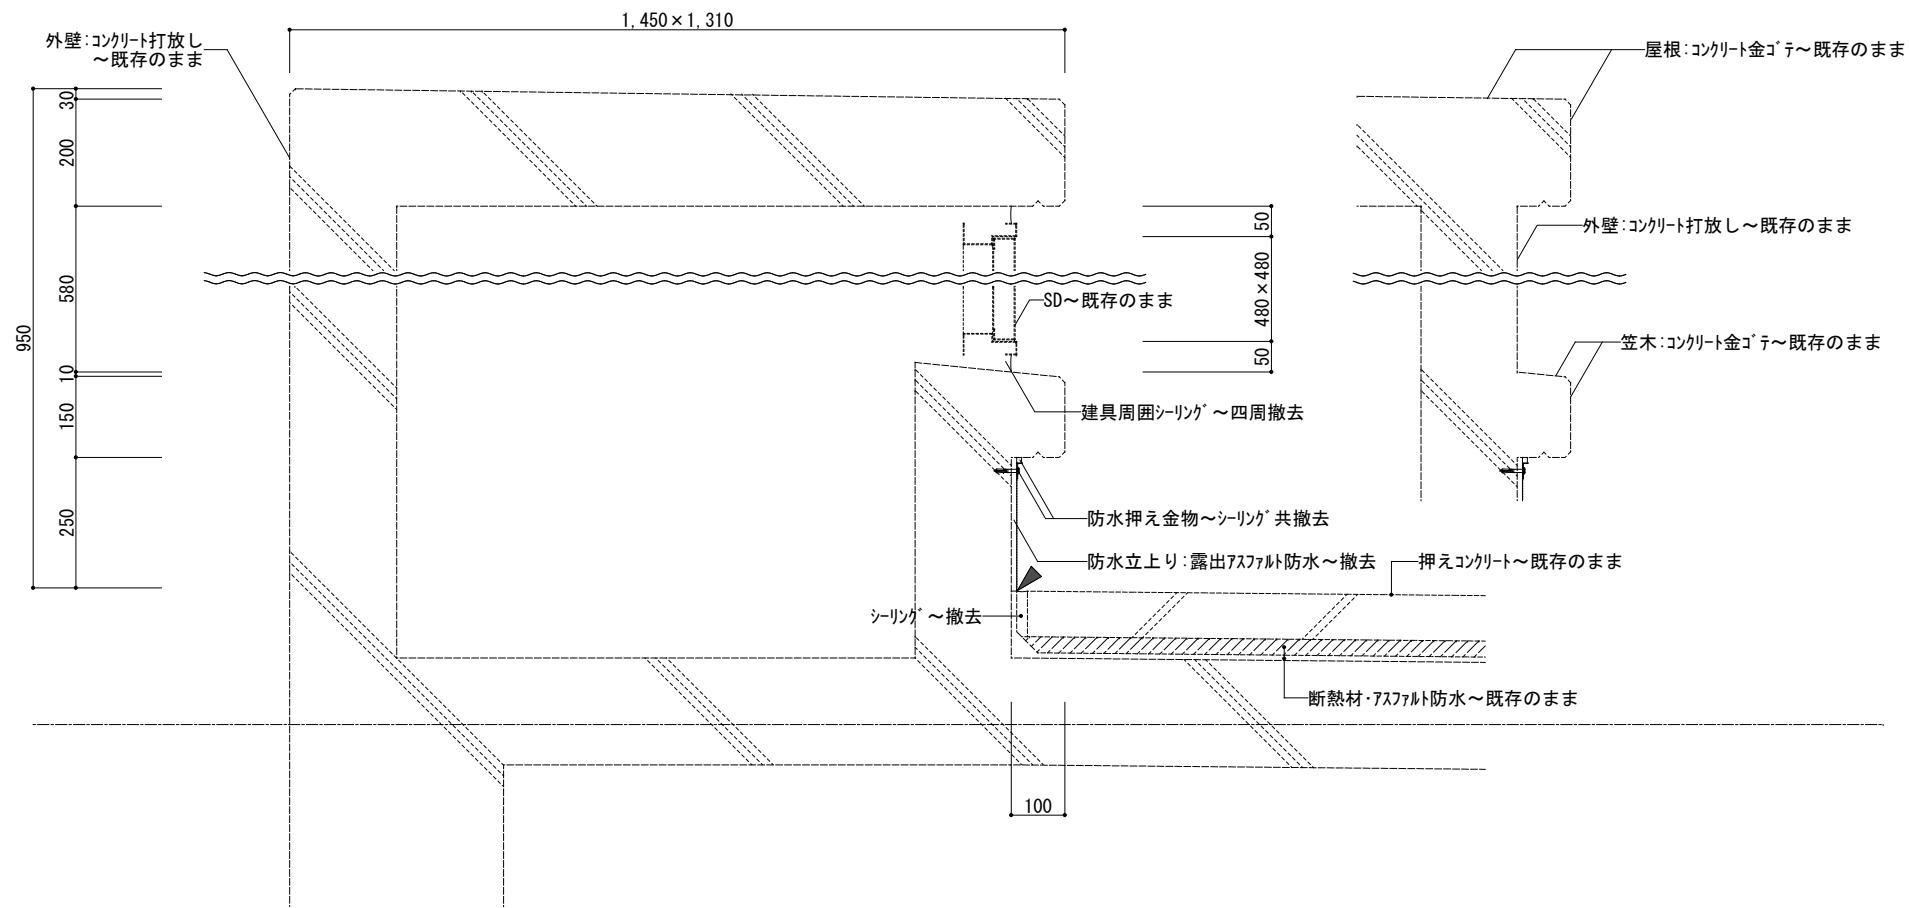 1,450×1,310
外壁:ｺﾝｸﾘｰﾄ打放し
～既存のまま
屋根:ｺﾝｸﾘｰﾄ金ｺﾞﾃ～既存のまま
30
200
580
10
150
250
950
50
480×480
50
外壁:ｺﾝｸﾘｰﾄ打放し～既存のまま
SD～既存のまま
笠木:ｺﾝｸﾘｰﾄ金ｺﾞﾃ～既存のまま
建具周囲ｼｰﾘﾝｸﾞ～四周撤去
防水押え金物～ｼｰﾘﾝｸﾞ共撤去
防水立上り:露出ｱｽﾌｧﾙﾄ防水～撤去
押えｺﾝｸﾘｰﾄ～既存のまま
ｼｰﾘﾝｸﾞ～撤去
断熱材･ｱｽﾌｧﾙﾄ防水～既存のまま
100